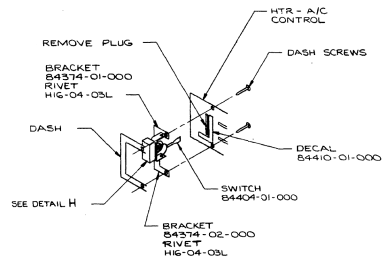 HTR - A/C
CONTROL
REMOVE PLUG
DASH SCREWS
BRACKET
84374-01-000
RIVET
H16-04-03L
DASH
DECAL
84410-01-000
SWITCH
84404-01-000
SEE DETAIL H
BRACKET
84374-02-000
RIVET
H16-04-03L